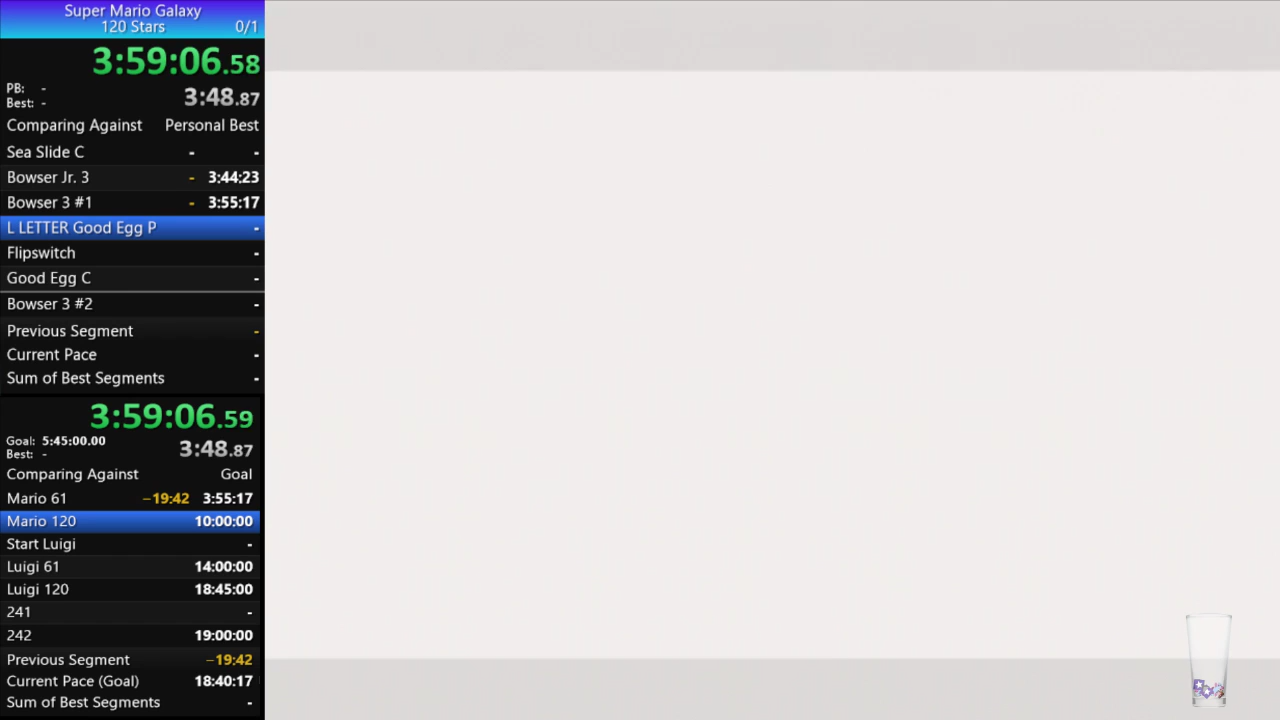 Super Mario Galaxy
120 Stars 0/1
3:59:06.58
PB: -
Best: - 3:48.87
Comparing Against Personal Best
Sea Slide C - -
Bowser Jr. 3 - 3:44:23
Bowser 3 #1 - 3:55:17
L LETTER Good Egg P -
Flipswitch -
Good Egg C -
Bowser 3 #2 -
Previous Segment -
Current Pace -
Sum of Best Segments -
3:59:06.59
Goal: 5:45:00.00
Best: - 3:48.87
Comparing Against Goal
Mario 61 −19:42 3:55:17
Mario 120 10:00:00
Start Luigi -
Luigi 61 14:00:00
Luigi 120 18:45:00
241 -
242 19:00:00
Previous Segment −19:42
Current Pace (Goal) 18:40:17
Sum of Best Segments -